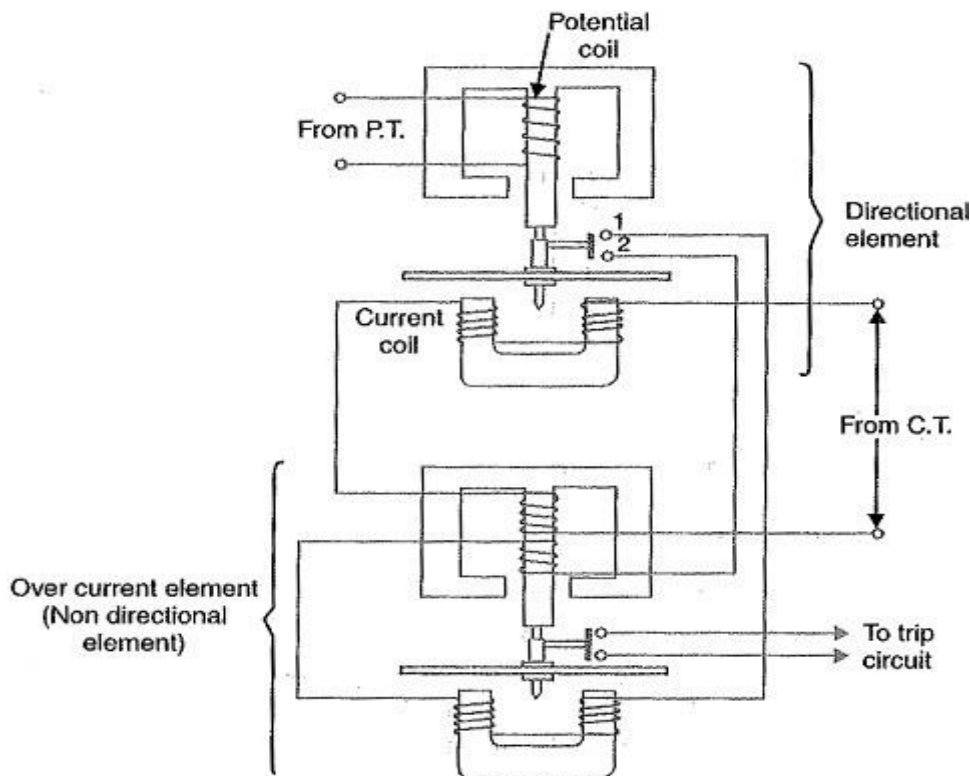 Potential
coil
From P.T.
1
2
Directional
element
Current
coil
From C.T.
Over current element
(Non directional
element)
To trip
circuit